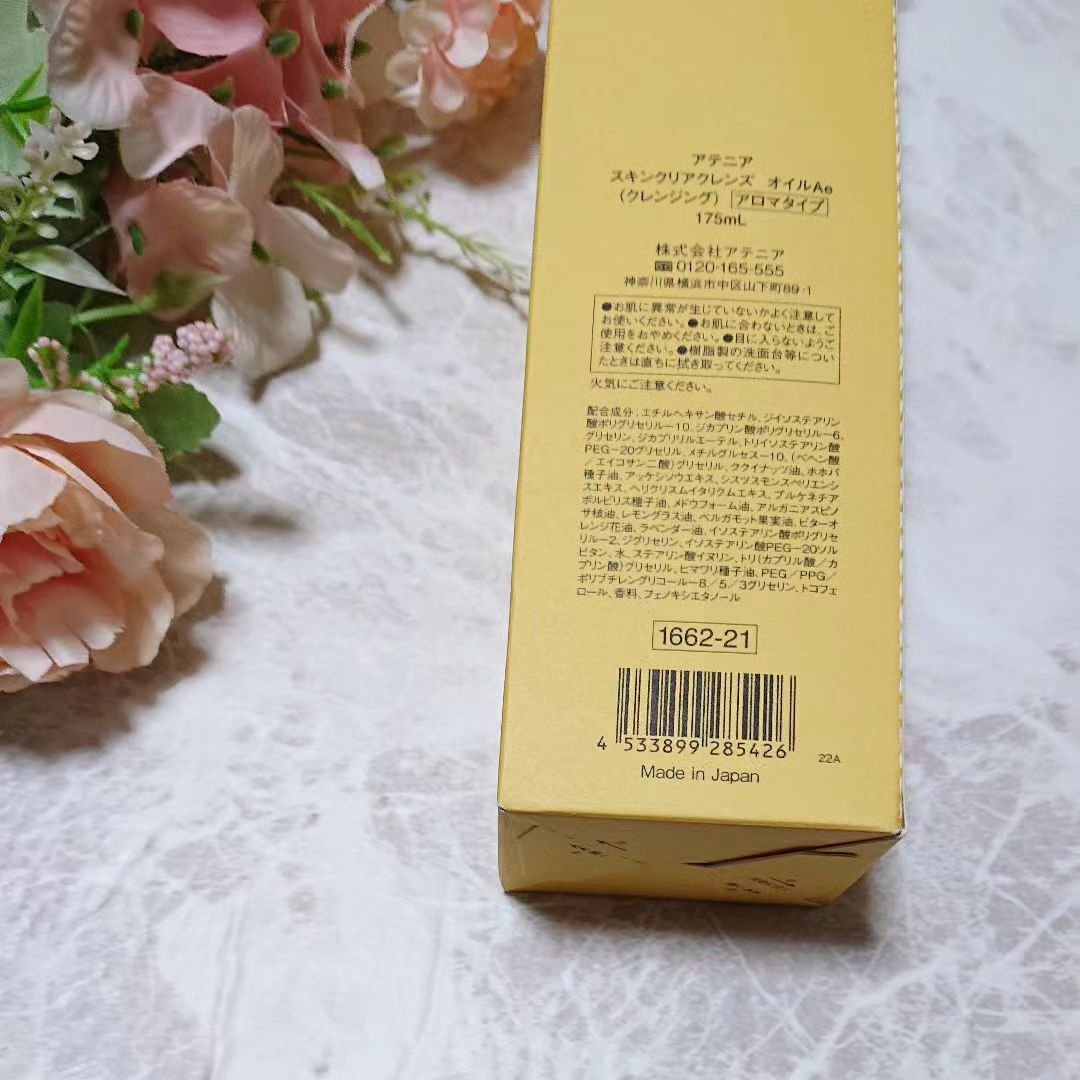 アテニア
スキンクリアクレンズ オイルAe
(クレンジング) アロマタイプ
175mL
株式会社アテニア
0120-165-555
神奈川県横浜市中区山下町89-1
●お肌に異常が生じていないかよく注意して
お使いください。●お肌に合わないときは、ご
使用をおやめください。●目に入らないようご
注意ください。●樹脂製の洗面台等につい
たときは直ちに拭き取ってください。
火気にご注意ください。
配合成分:エチルヘキサン酸セチル、ジイソステアリン
酸ポリグリセリル-10、ジカプリン酸ポリグリセリル-6、
グリセリン、ジカプリリルエーテル、トリイソステアリン酸
PEG-20グリセリル、メチルグルセス-10、(ベヘン酸
/エイコサン二酸)グリセリル、ククイナッツ油、ホホバ
種子油、アッケシソウエキス、シスツスモンスペリエンシ
スエキス、ヘリクリスムイタリクムエキス、プルケネチア
ボルビリス種子油、メドウフォーム油、アルガニアスピノ
サ核油、レモングラス油、ベルガモット果実油、ビターオ
レンジ花油、ラベンダー油、イソステアリン酸ポリグリセ
リル-2、ジグリセリン、イソステアリン酸PEG-20ソル
ビタン、水、ステアリン酸イヌリン、トリ(カプリル酸/カ
プリン酸)グリセリル、ヒマワリ種子油、PEG/PPG/
ポリブチレングリコール-8/5/3グリセリン、トコフェ
ロール、香料、フェノキシエタノール
1662-21
4 533899 285426
22A
Made in Japan